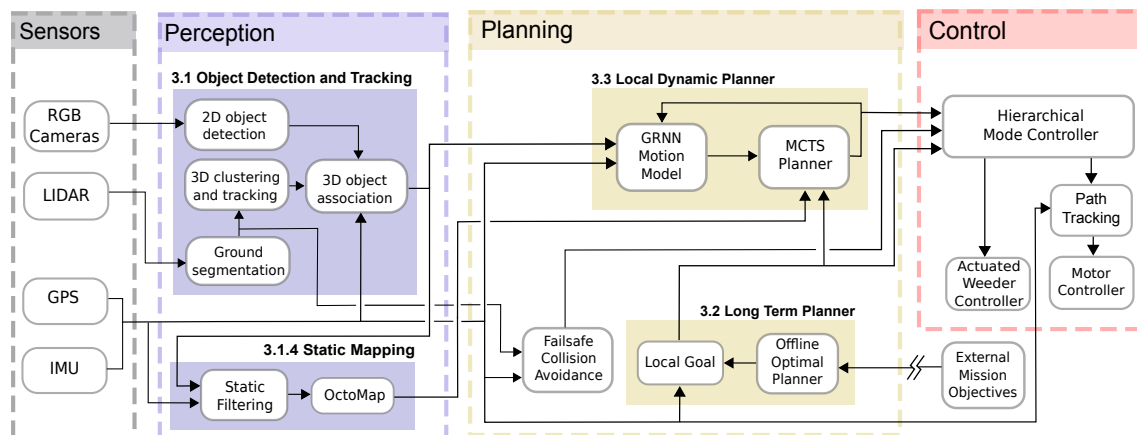 Sensors
Perception
Planning
Control
3.1 Object Detection and Tracking
3.3 Local Dynamic Planner
RGB
Cameras
2D object
detection
3D clustering
and tracking
3D object
association
LIDAR
Ground
segmentation
GPS
IMU
3.1.4 Static Mapping
Static
Filtering
OctoMap
GRNN
Motion
Model
MCTS
Planner
Failsafe
Collision
Avoidance
3.2 Long Term Planner
Local Goal
Offline
Optimal
Planner
Hierarchical
Mode Controller
Path
Tracking
Actuated
Weeder
Controller
Motor
Controller
External
Mission
Objectives